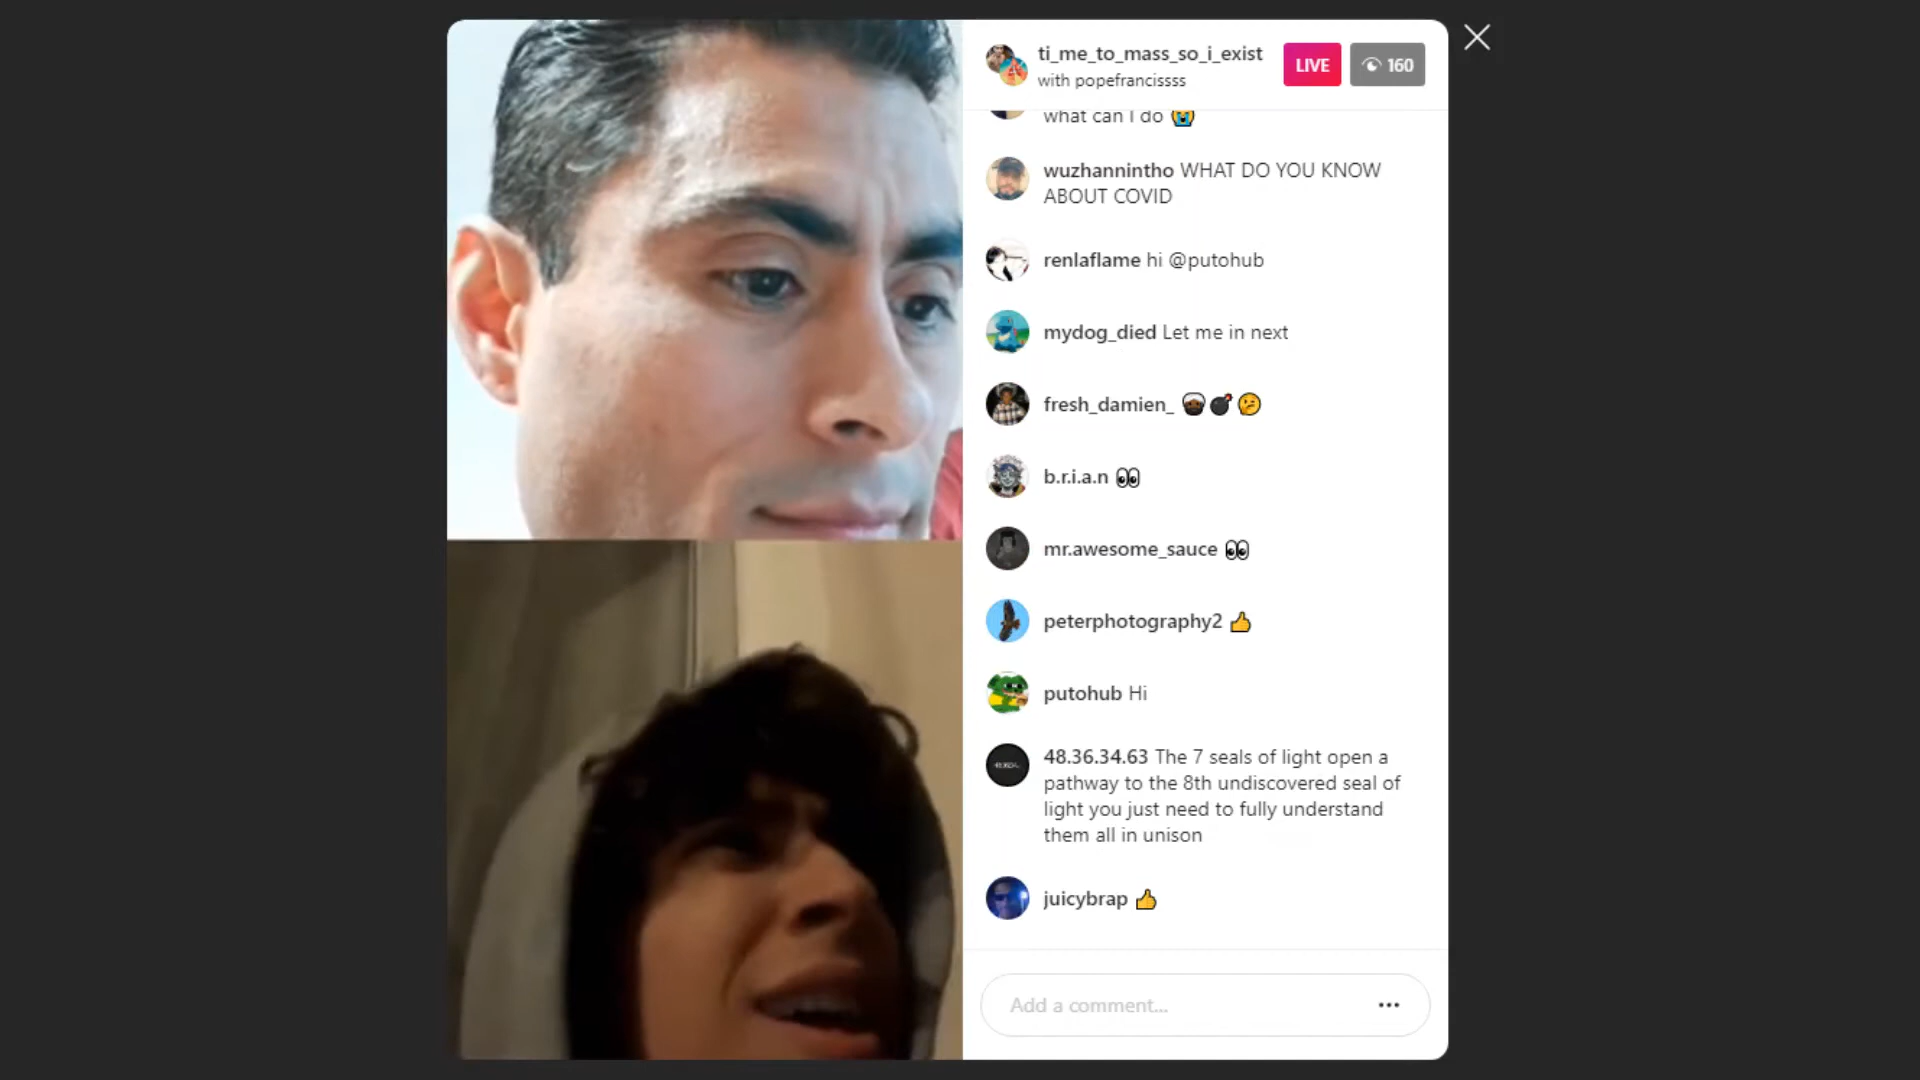 ti_me_to_mass_so_i_exist
with popefrancissss
LIVE
160
what can I do 😭
wuzhannintho WHAT DO YOU KNOW
ABOUT COVID
renlaflame hi @putohub
mydog_died Let me in next
fresh_damien_ 👳🏾💣🤔
b.r.i.a.n 👀
mr.awesome_sauce 👀
peterphotography2 👍
putohub Hi
48.36.34.63 The 7 seals of light open a
pathway to the 8th undiscovered seal of
light you just need to fully understand
them all in unison
juicybrap 👍
Add a comment...